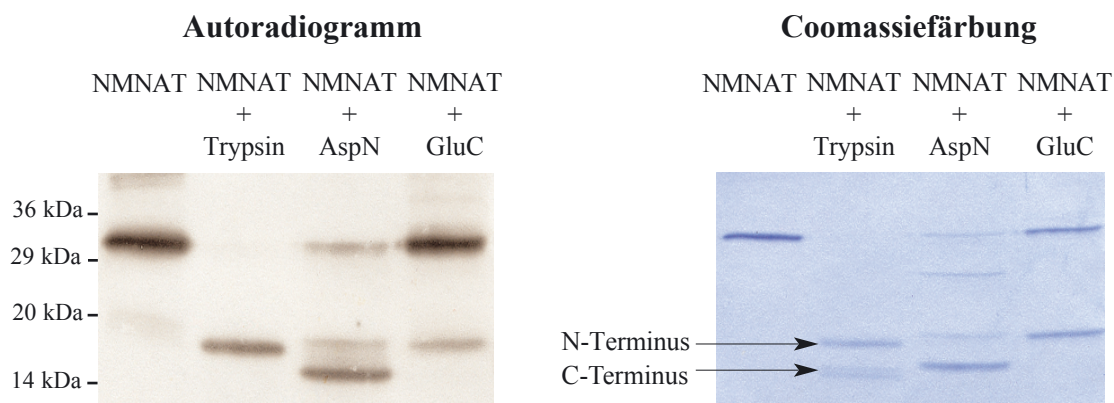 Autoradiogramm
NMNAT NMNAT NMNAT NMNAT
+ + +
Trypsin AspN GluC
36 kDa
29 kDa
20 kDa
14 kDa
Coomassiefärbung
NMNAT NMNAT NMNAT NMNAT
+ + +
Trypsin AspN GluC
N-Terminus
C-Terminus